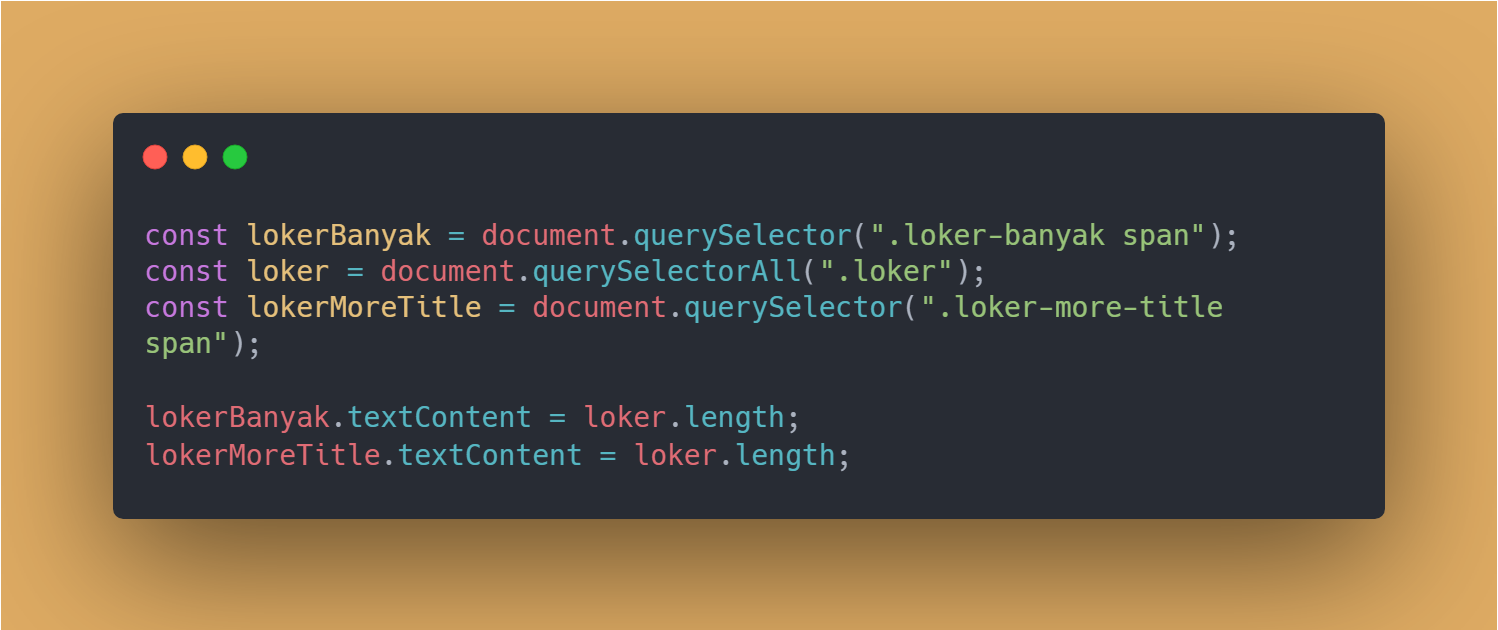 const lokerBanyak = document.querySelector(".loker-banyak span");
const loker = document.querySelectorAll(".loker");
const lokerMoreTitle = document.querySelector(".loker-more-title
span");
lokerBanyak.textContent = loker.length;
lokerMoreTitle.textContent = loker.length;